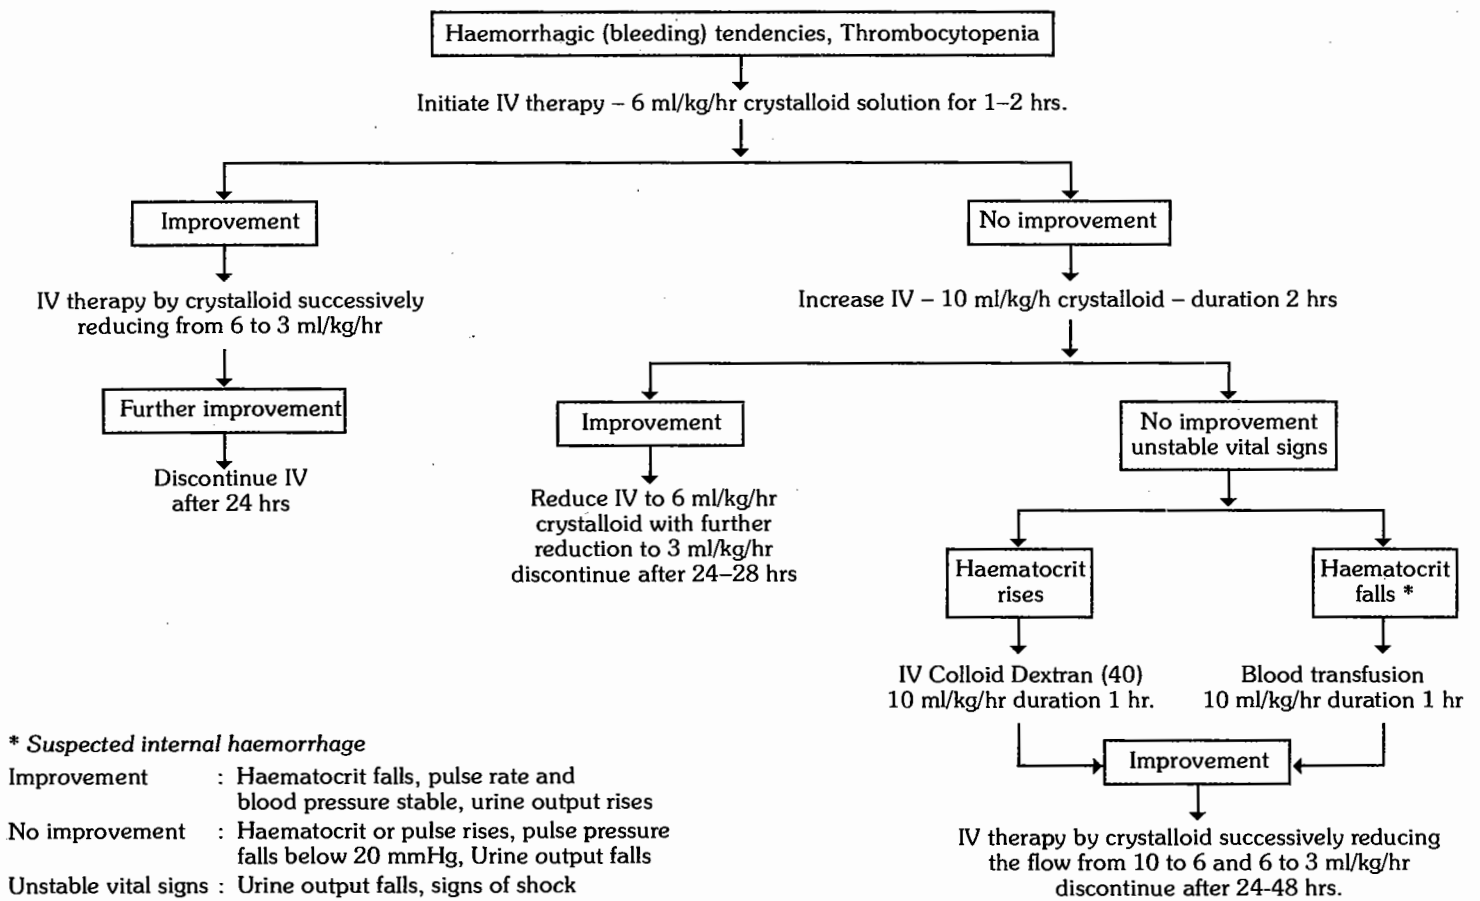 Haemorrhagic (bleeding) tendencies, Thrombocytopenia
Initiate IV therapy – 6 ml/kg/hr crystalloid solution for 1–2 hrs.
Improvement
IV therapy by crystalloid successively
reducing from 6 to 3 ml/kg/hr
Further improvement
Discontinue IV
after 24 hrs
No improvement
Increase IV – 10 ml/kg/h crystalloid – duration 2 hrs
Improvement
Reduce IV to 6 ml/kg/hr
crystalloid with further
reduction to 3 ml/kg/hr
discontinue after 24–28 hrs
No improvement
unstable vital signs
Haematocrit
rises
IV Colloid Dextran (40)
10 ml/kg/hr duration 1 hr.
Haematocrit
falls *
Blood transfusion
10 ml/kg/hr duration 1 hr
Improvement
IV therapy by crystalloid successively reducing
the flow from 10 to 6 and 6 to 3 ml/kg/hr
discontinue after 24-48 hrs.
* Suspected internal haemorrhage
Improvement : Haematocrit falls, pulse rate and
blood pressure stable, urine output rises
No improvement : Haematocrit or pulse rises, pulse pressure
falls below 20 mmHg, Urine output falls
Unstable vital signs : Urine output falls, signs of shock